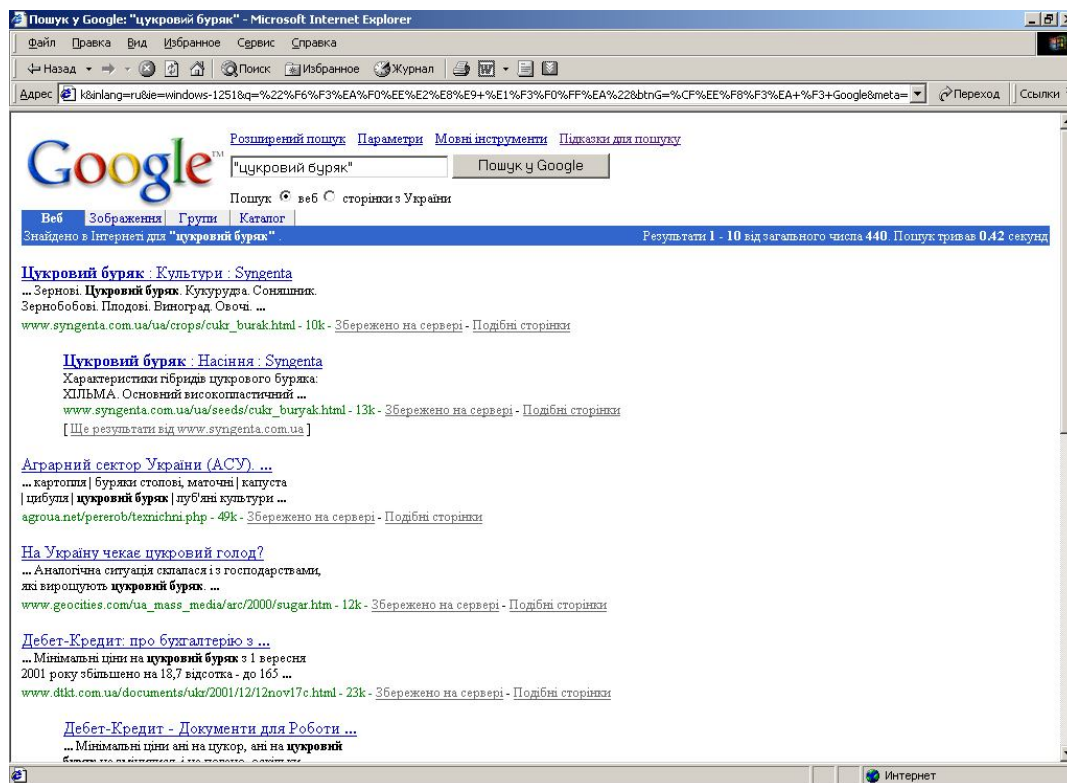 Пошук у Google: "цукровий буряк" - Microsoft Internet Explorer
Файл Правка Вид Избранное Сервис Справка
Назад Поиск Избранное Журнал
Адрес k&inlang=ru&ie=windows-1251&q=%22%F6%F3%EA%F0%EE%E2%E8%E9+%E1%F3%F0%FF%EA%22&btnG=%CF%EE%F8%F3%EA+%F3+Google&meta= Переход Ссылки
Розширений пошук Параметри Мовні інструменти Підказки для пошуку
Google™ "цукровий буряк" Пошук у Google
Пошук веб сторінки з України
Веб Зображення Групи Каталог
Знайдено в Інтернеті для "цукровий буряк" . Результати 1 - 10 від загального числа 440. Пошук тривав 0.42 секунд
Цукровий буряк : Культури : Syngenta
... Зернові. Цукровий буряк. Кукурудза. Соняшник.
Зернобобові. Плодові. Виноград. Овочі. ...
www.syngenta.com.ua/ua/crops/cukr_burak.html - 10k - Збережено на сервері - Подібні сторінки
Цукровий буряк : Насіння : Syngenta
Характеристики гібридів цукрового буряка:
ХІЛЬМА. Основний високопластичний ...
www.syngenta.com.ua/ua/seeds/cukr_buryak.html - 13k - Збережено на сервері - Подібні сторінки
[ Ще результати від www.syngenta.com.ua ]
Аграрний сектор України (АСУ). ...
... картопля | буряки столові, маточні | капуста
| цибуля | цукровий буряк | луб'яні культури ...
agroua.net/pererob/texnichni.php - 49k - Збережено на сервері - Подібні сторінки
На Україну чекає цукровий голод?
... Аналогічна ситуація склалася і з господарствами,
які вирощують цукровий буряк. ...
www.geocities.com/ua_mass_media/arc/2000/sugar.htm - 12k - Збережено на сервері - Подібні сторінки
Дебет-Кредит: про бухгалтерію з ...
... Мінімальні ціни на цукровий буряк з 1 вересня
2001 року збільшено на 18,7 відсотка - до 165 ...
www.dtkt.com.ua/documents/ukr/2001/12/12nov17c.html - 23k - Збережено на сервері - Подібні сторінки
Дебет-Кредит - Документи для Роботи ...
... Мінімальні ціни ані на цукор, ані на цукровий
Интернет